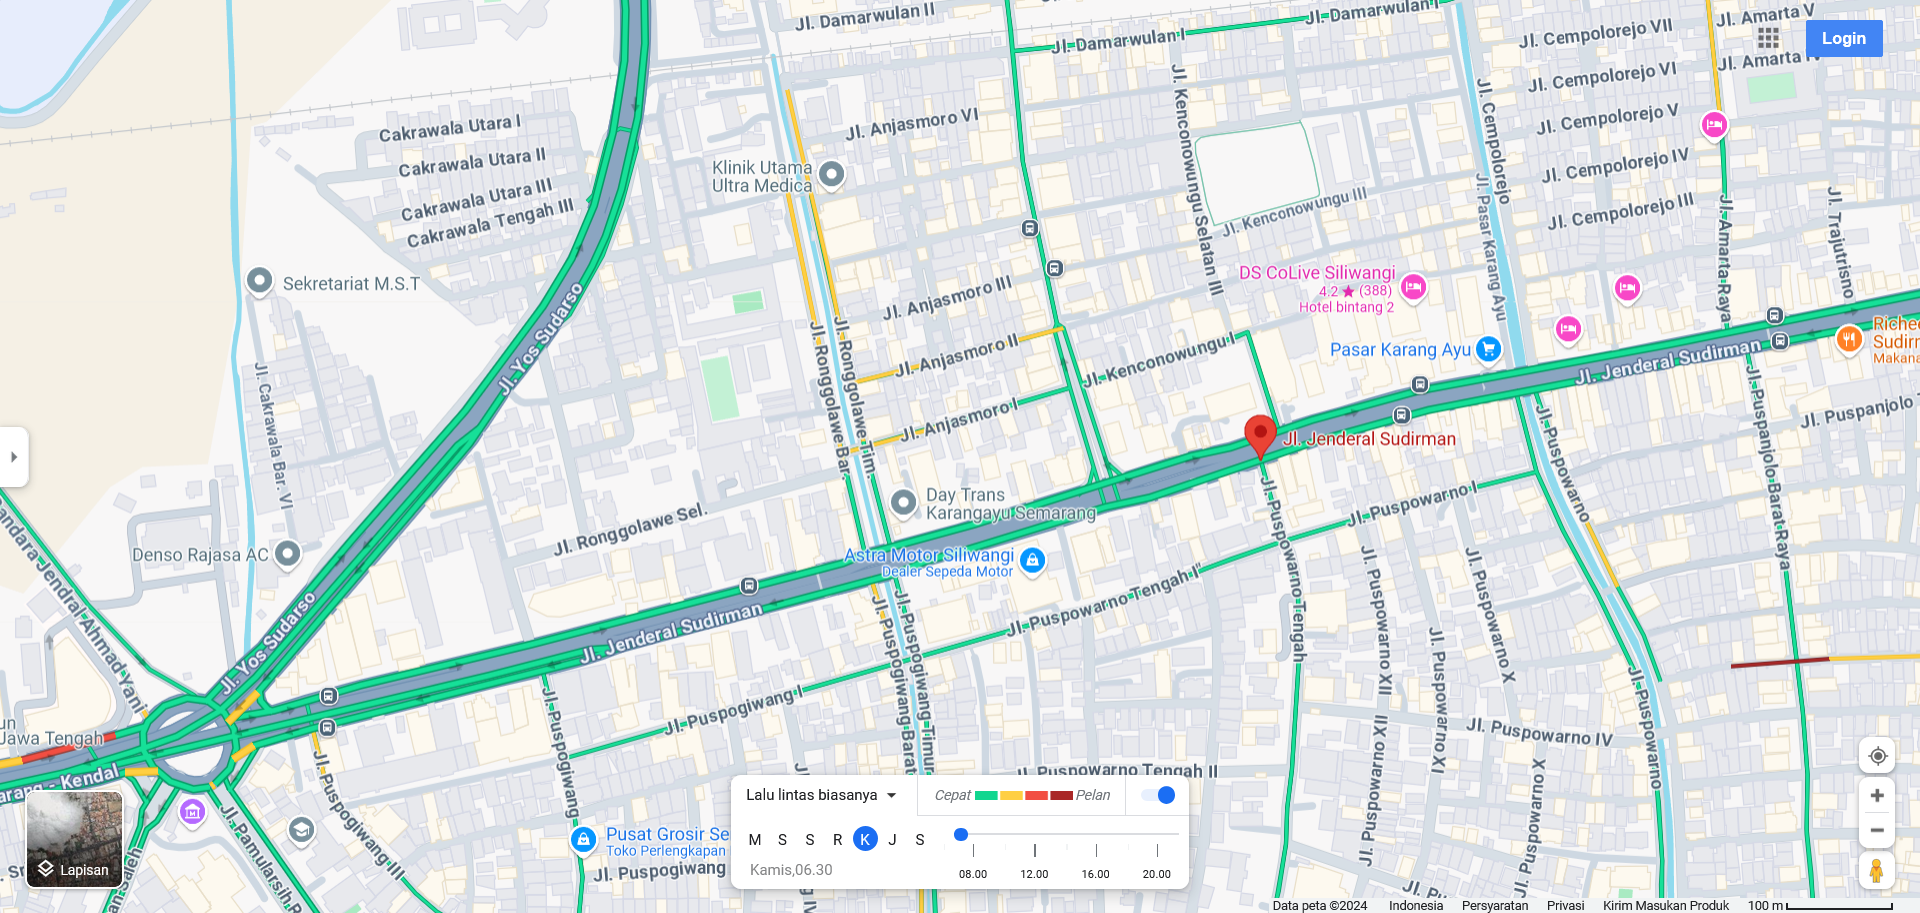 Jl. Damarwulan II
Jl. Damarwulan I
Jl. Damarwulan I
Jl. Amarta V
Jl. Cempolorejo VII
Login
Jl. Cempolorejo VI
Jl. Amarta IV
Jl. Cempolorejo V
Jl. Cempolorejo IV
Jl. Cempolorejo III
Jl. Cempolorejo
Jl. Pasar Karang Ayu
Jl. Amarta Raya
Jl. Trajutrisno
Cakrawala Utara I
Cakrawala Utara II
Cakrawala Utara III
Cakrawala Tengah III
Jl. Anjasmoro VI
Klinik Utama
Ultra Medica
Jl. Kenconowungu Selatan III
Jl. Kenconowungu III
Sekretariat M.S.T
Jl. Yos Sudarso
Jl. Anjasmoro III
DS CoLive Siliwangi
4.2 ★ (388)
Hotel bintang 2
Pasar Karang Ayu
Jl. Ronggolawe Bar.
Jl. Ronggolawe Tim.
Jl. Anjasmoro II
Jl. Kenconowungu I
Jl. Anjasmoro I
Jl. Jenderal Sudirman
Jl. Jenderal Sudirman
Jl. Cakrawala Bar. VI
Jl. Puspanjolo
Jl. Puspanjolo Barat Raya
Day Trans
Karangayu Semarang
Jl. Ronggolawe Sel.
Denso Rajasa AC
Astra Motor Siliwangi
Dealer Sepeda Motor
Jl. Puspowarno I
Jl. Puspowarno
Jl. Puspowarno Tengah
Jl. Puspowarno Tengah I
Jl. Puspowarno XII
Jl. Puspowarno X
Jl. Puspowarno XI
Jl. Jenderal Sudirman
Jl. Yos Sudarso
Jendral Ahmad Yani
Jl. Puspogiwang I
Jl. Puspogiwang Barat
Jl. Puspogiwang Timur
Jl. Puspogiwang
Jl. Puspowarno IV
Jl. Puspowarno XII
Jl. Puspowarno X
Jl. Puspowarno
Jl. Puspowarno Tengah II
Jawa Tengah
- Kendal
Jl. Puspogiwang III
Pusat Grosir Se
Toko Perlengkapan
Jl. Puspogiwang
Lapisan
Lalu lintas biasanya
Cepat
Pelan
M S S R K J S
Kamis,06.30
08.00 12.00 16.00 20.00
Data peta ©2024 Indonesia Persyaratan Privasi Kirim Masukan Produk 100 m